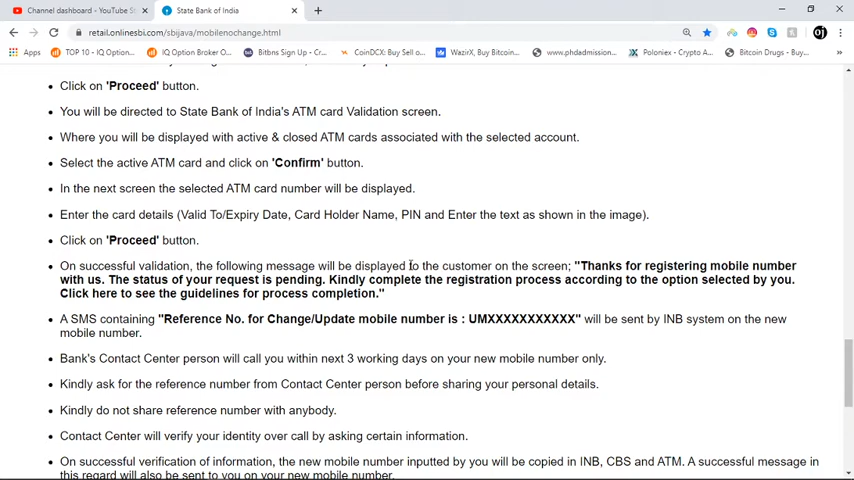 Channel dashboard - YouTube St
State Bank of India
retail.onlinesbi.com/sbijava/mobilenochange.html
Apps TOP 10 - IQ Option... IQ Option Broker O... Bitbns Sign Up - Cr... CoinDCX: Buy Sell o... WazirX, Buy Bitcoin... www.phdadmission... Poloniex - Crypto A... Bitcoin Drugs - Buy...
• Click on 'Proceed' button.
• You will be directed to State Bank of India's ATM card Validation screen.
• Where you will be displayed with active & closed ATM cards associated with the selected account.
• Select the active ATM card and click on 'Confirm' button.
• In the next screen the selected ATM card number will be displayed.
• Enter the card details (Valid To/Expiry Date, Card Holder Name, PIN and Enter the text as shown in the image).
• Click on 'Proceed' button.
• On successful validation, the following message will be displayed to the customer on the screen; "Thanks for registering mobile number
with us. The status of your request is pending. Kindly complete the registration process according to the option selected by you.
Click here to see the guidelines for process completion."
• A SMS containing "Reference No. for Change/Update mobile number is : UMXXXXXXXXXXX" will be sent by INB system on the new
mobile number.
• Bank's Contact Center person will call you within next 3 working days on your new mobile number only.
• Kindly ask for the reference number from Contact Center person before sharing your personal details.
• Kindly do not share reference number with anybody.
• Contact Center will verify your identity over call by asking certain information.
• On successful verification of information, the new mobile number inputted by you will be copied in INB, CBS and ATM. A successful message in
this regard will also be sent to you on your new mobile number.